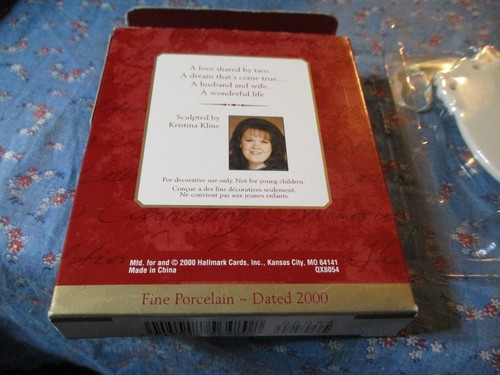 A love shared by two...
A dream that's come true...
A husband and wife...
A wonderful life.
Sculpted by
Kristina Kline
For decorative use only. Not for young children.
Conçue à des fins décoratives seulement.
Ne convient pas aux jeunes enfants.
Mfd. for and © 2000 Hallmark Cards, Inc., Kansas City, MO 64141
Made in China
QX8054
Fine Porcelain ~ Dated 2000